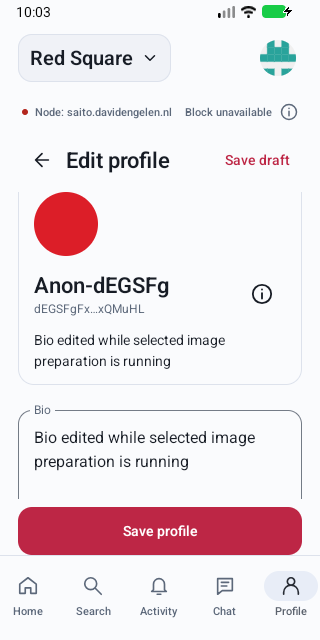 10:03
Red Square
Node: saito.davidengelen.nl Block unavailable
Edit profile Save draft
Anon-dEGSFg
dEGSFgFx...xQMuHL
Bio edited while selected image
preparation is running
Bio
Bio edited while selected image
preparation is running
Save profile
Home Search Activity Chat Profile